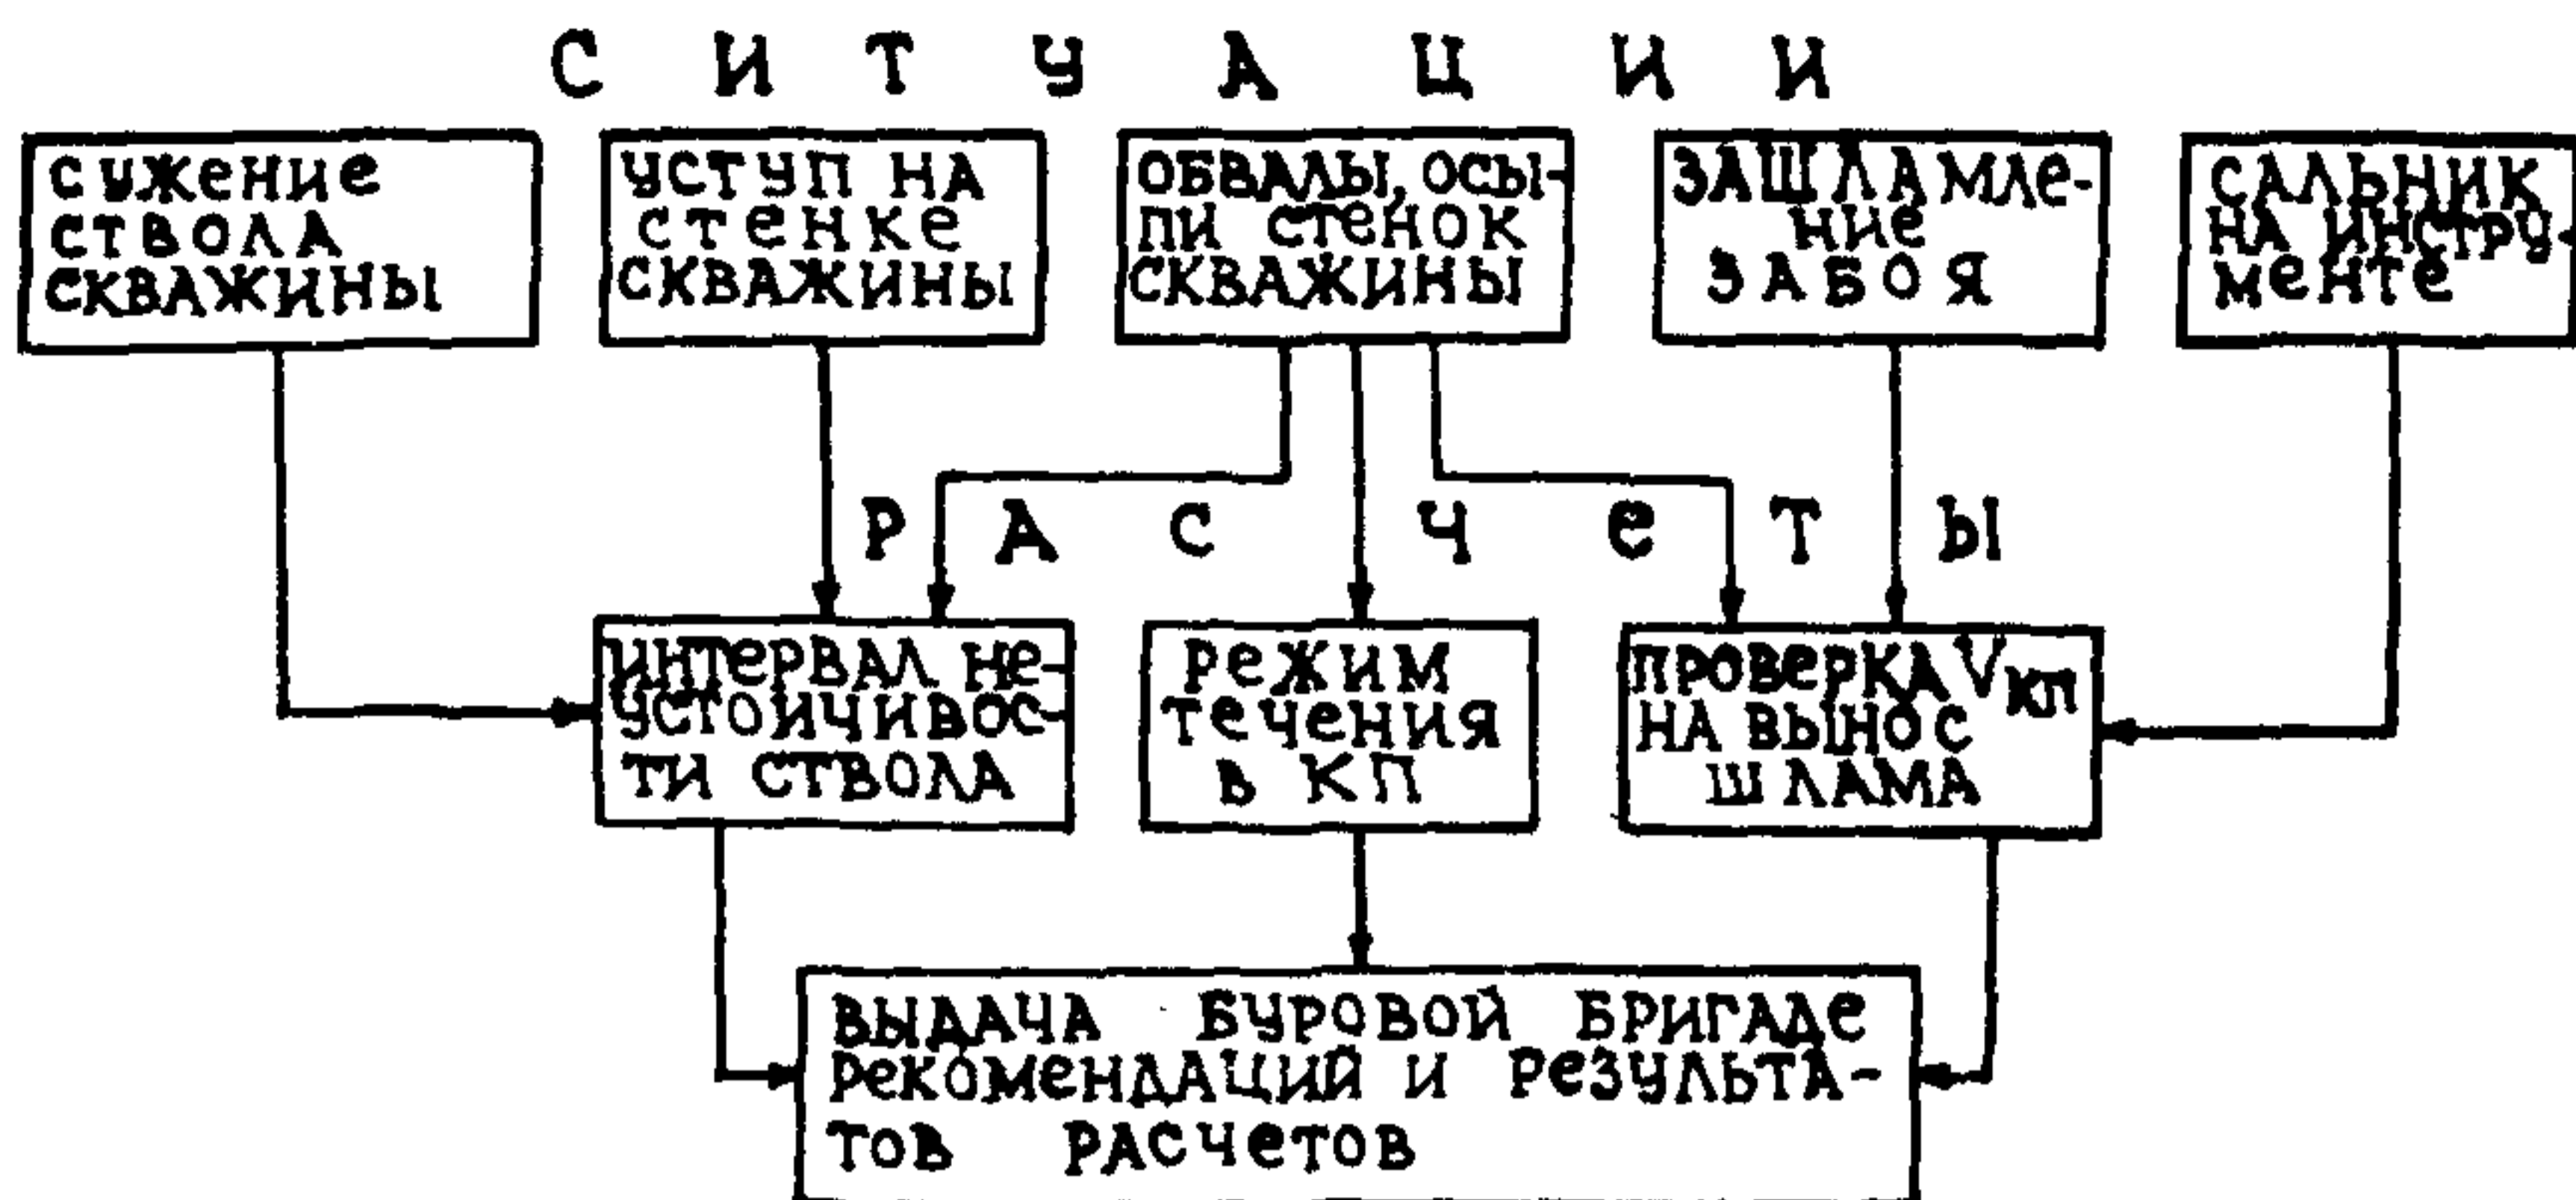 СИТУАЦИИ
сужение
ствола
скважины
уступ на
стенке
скважины
обвалы, осы-
пи стенок
скважины
зашламле-
ние
забоя
сальник
на инстру-
менте
РАСЧеТЫ
интервал не-
устойчивос-
ти ствола
режим
течения
в КП
проверка Vкп
на вынос
шлама
выдача буровой бригаде
рекомендаций и результа-
тов расчетов